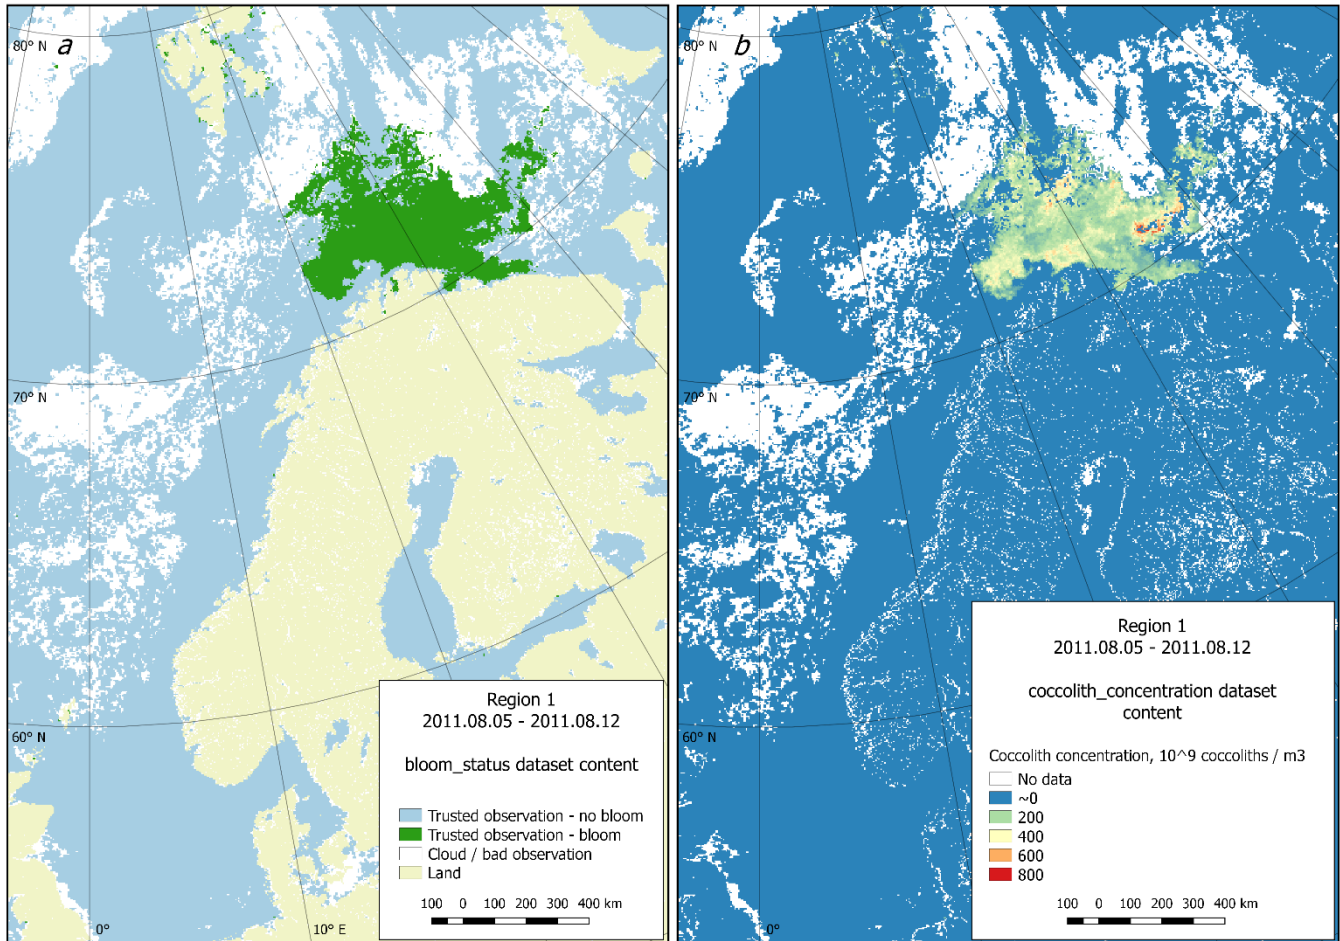 80° N
a
70° N
60° N
0°
10° E
Region 1
2011.08.05 - 2011.08.12
bloom_status dataset content
Trusted observation - no bloom
Trusted observation - bloom
Cloud / bad observation
Land
100 0 100 200 300 400 km
80° N
b
70° N
60° N
0°
Region 1
2011.08.05 - 2011.08.12
coccolith_concentration dataset
content
Coccolith concentration, 10^9 coccoliths / m3
No data
~0
200
400
600
800
100 0 100 200 300 400 km